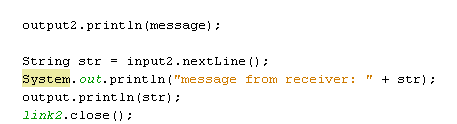 output2.println(message);
String str = input2.nextLine();
System.out.println("message from receiver: " + str);
output.println(str);
link2.close();